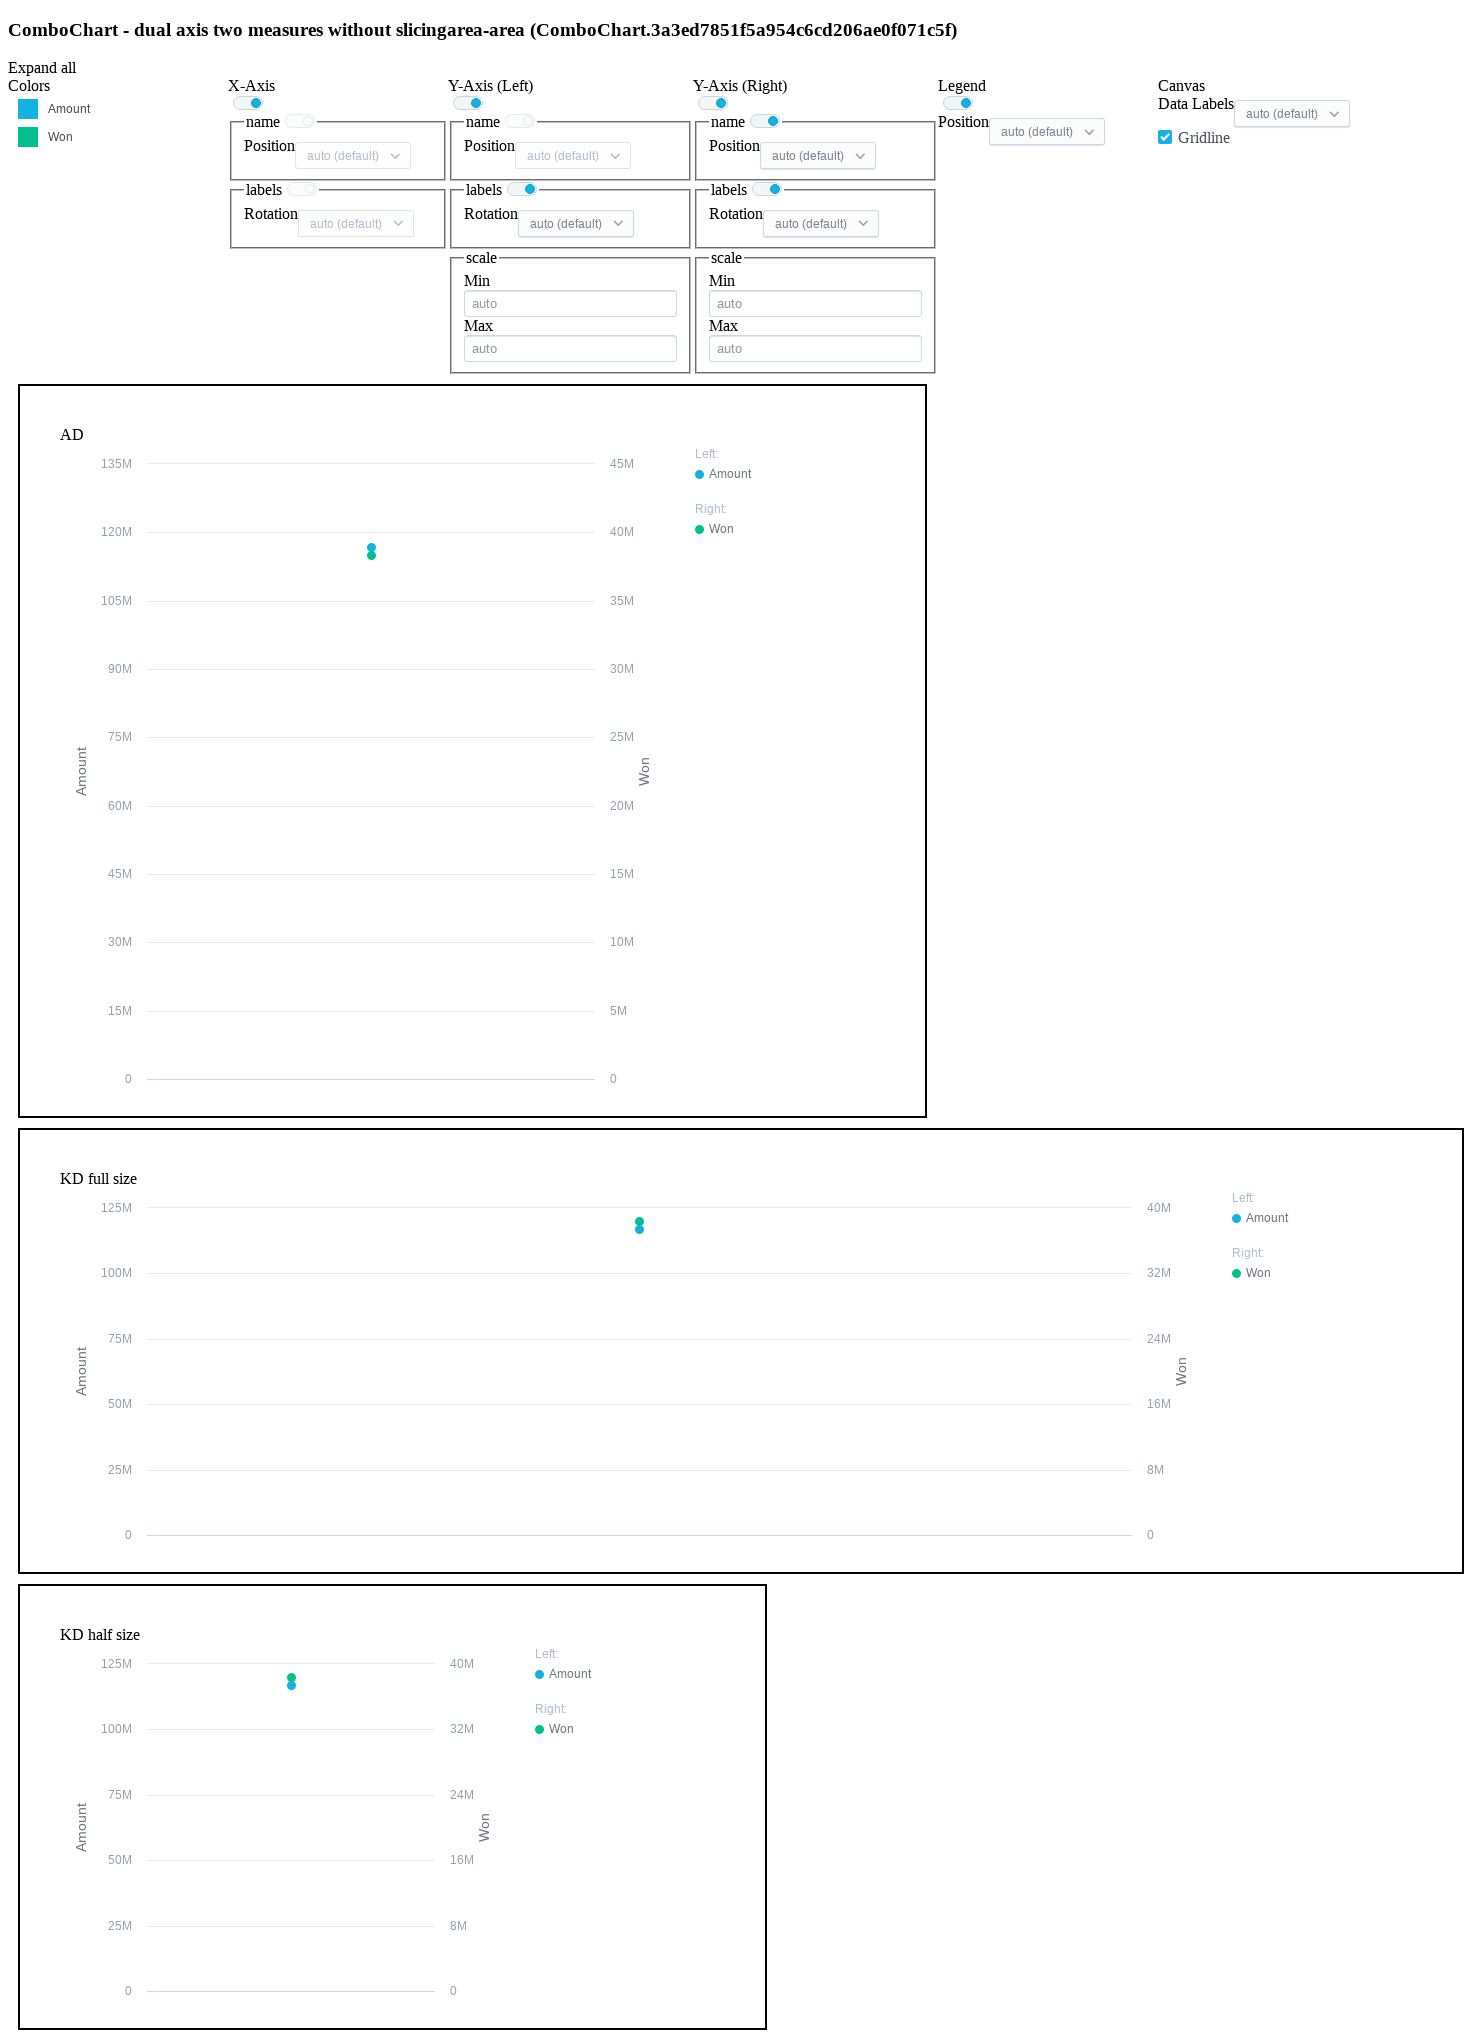 ComboChart - dual axis two measures without slicingarea-area (ComboChart.3a3ed7851f5a954c6cd206ae0f071c5f)
Expand all
Colors
Amount
Won
X-Axis
name
Position auto (default)
labels
Rotation auto (default)
Y-Axis (Left)
name
Position auto (default)
labels
Rotation auto (default)
scale
Min
auto
Max
auto
Y-Axis (Right)
name
Position auto (default)
labels
Rotation auto (default)
scale
Min
auto
Max
auto
Legend
Position auto (default)
Canvas
Data Labels auto (default)
Gridline
AD
135M
120M
105M
90M
75M
60M
45M
30M
15M
0
Amount
45M
40M
35M
30M
25M
20M
15M
10M
5M
0
Won
Left:
Amount
Right:
Won
KD full size
125M
100M
75M
50M
25M
0
Amount
40M
32M
24M
16M
8M
0
Won
Left:
Amount
Right:
Won
KD half size
125M
100M
75M
50M
25M
0
Amount
40M
32M
24M
16M
8M
0
Won
Left:
Amount
Right:
Won